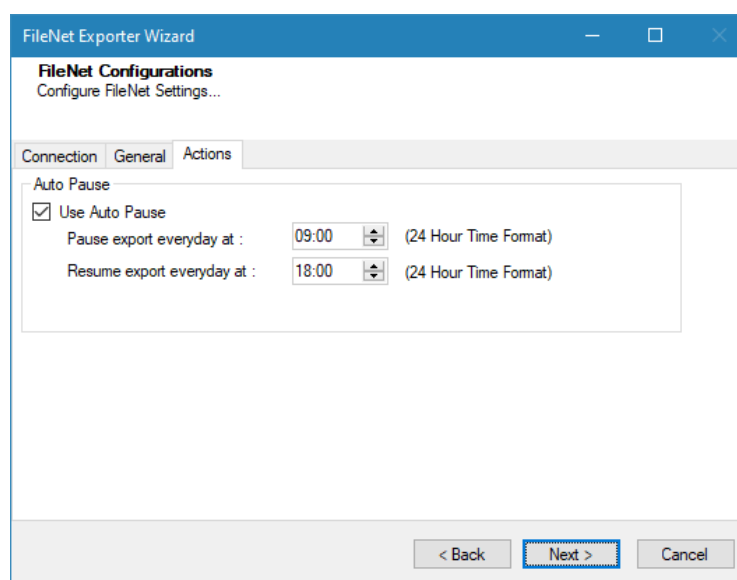 FileNet Exporter Wizard
FileNet Configurations
Configure FileNet Settings...
Connection General Actions
Auto Pause
Use Auto Pause
Pause export everyday at : 09:00 (24 Hour Time Format)
Resume export everyday at : 18:00 (24 Hour Time Format)
< Back Next > Cancel